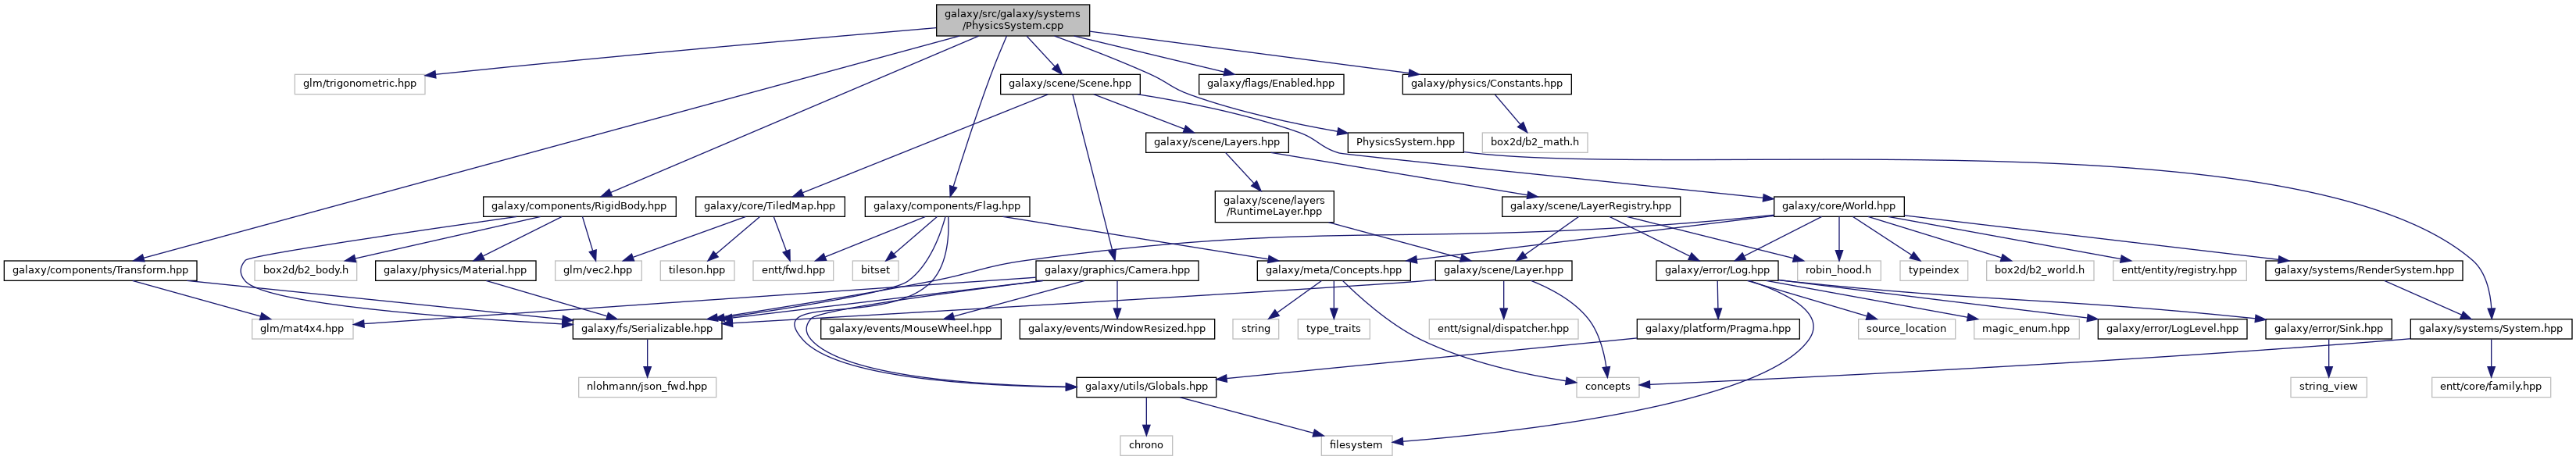 galaxy/src/galaxy/systems
/PhysicsSystem.cpp
glm/trigonometric.hpp
galaxy/scene/Scene.hpp
galaxy/flags/Enabled.hpp
galaxy/physics/Constants.hpp
galaxy/scene/Layers.hpp
PhysicsSystem.hpp
box2d/b2_math.h
galaxy/components/RigidBody.hpp
galaxy/core/TiledMap.hpp
galaxy/components/Flag.hpp
galaxy/scene/layers
/RuntimeLayer.hpp
galaxy/scene/LayerRegistry.hpp
galaxy/core/World.hpp
galaxy/components/Transform.hpp
box2d/b2_body.h
galaxy/physics/Material.hpp
glm/vec2.hpp
tileson.hpp
entt/fwd.hpp
bitset
galaxy/graphics/Camera.hpp
galaxy/meta/Concepts.hpp
galaxy/scene/Layer.hpp
galaxy/error/Log.hpp
robin_hood.h
typeindex
box2d/b2_world.h
entt/entity/registry.hpp
galaxy/systems/RenderSystem.hpp
glm/mat4x4.hpp
galaxy/fs/Serializable.hpp
galaxy/events/MouseWheel.hpp
galaxy/events/WindowResized.hpp
string
type_traits
entt/signal/dispatcher.hpp
galaxy/platform/Pragma.hpp
source_location
magic_enum.hpp
galaxy/error/LogLevel.hpp
galaxy/error/Sink.hpp
galaxy/systems/System.hpp
nlohmann/json_fwd.hpp
galaxy/utils/Globals.hpp
concepts
string_view
entt/core/family.hpp
chrono
filesystem